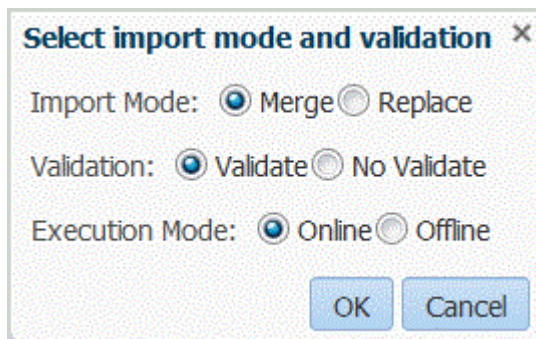 Select import mode and validation ×
Import Mode: Merge Replace
Validation: Validate No Validate
Execution Mode: Online Offline
OK Cancel